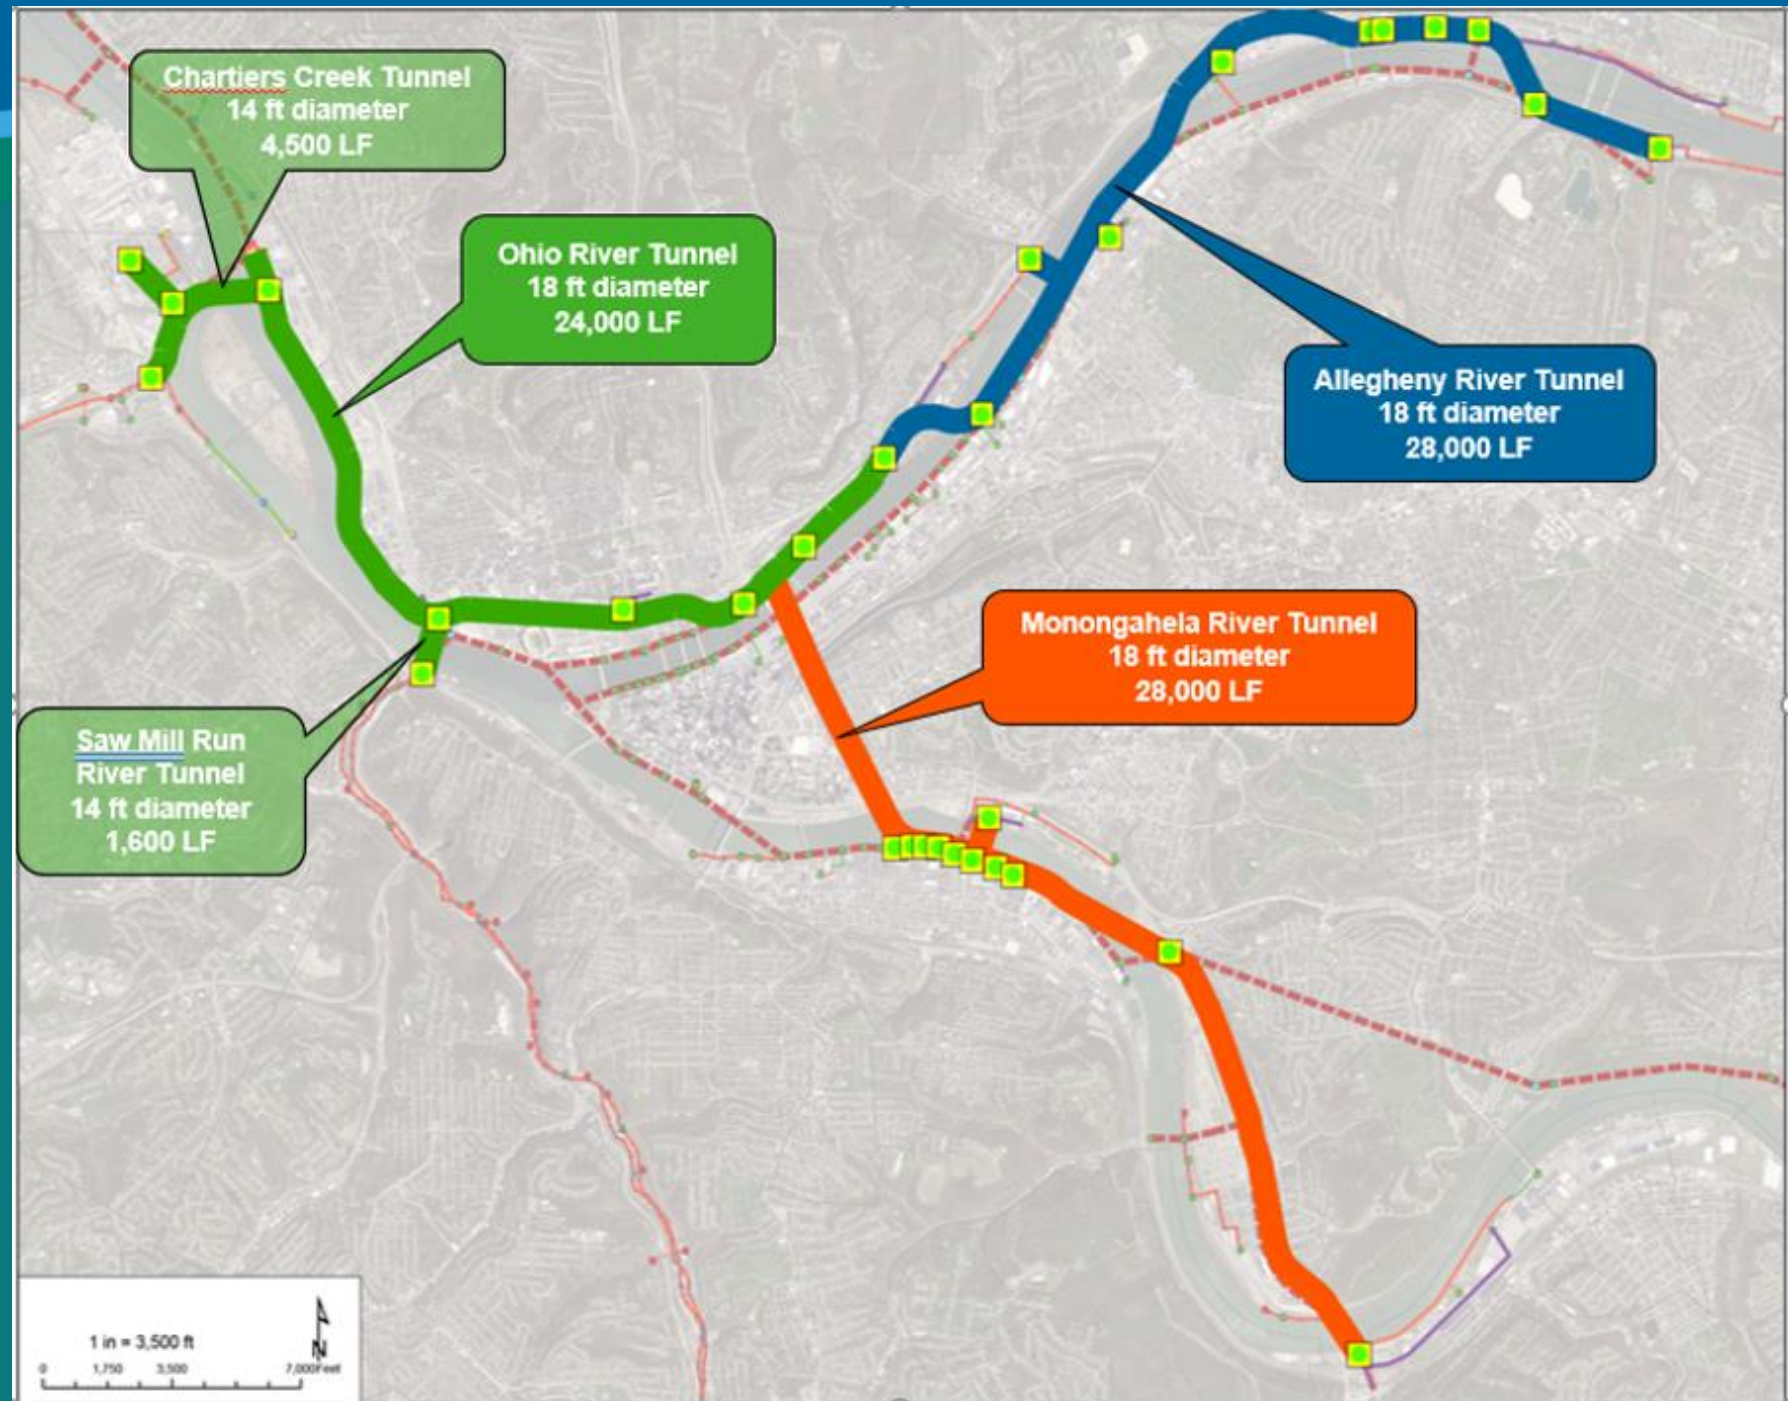 Chartiers Creek Tunnel
14 ft diameter
4,500 LF
Ohio River Tunnel
18 ft diameter
24,000 LF
Allegheny River Tunnel
18 ft diameter
28,000 LF
Monongahela River Tunnel
18 ft diameter
28,000 LF
Saw Mill Run
River Tunnel
14 ft diameter
1,600 LF
1 in = 3,500 ft
N
0 1,750 3,500 7,000 Feet